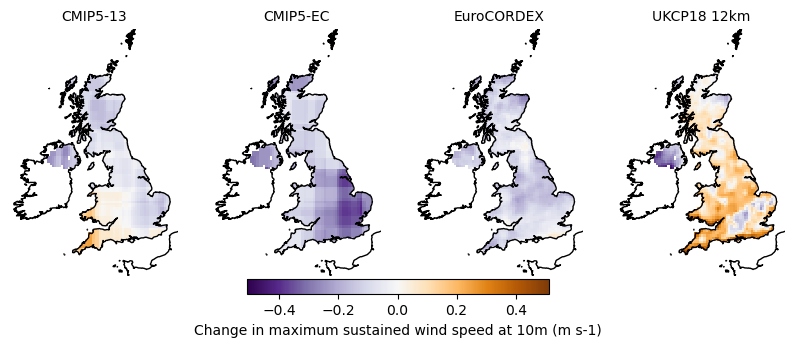 CMIP5-13 CMIP5-EC EuroCORDEX UKCP18 12km
−0.4 −0.2 0.0 0.2 0.4
Change in maximum sustained wind speed at 10m (m s-1)